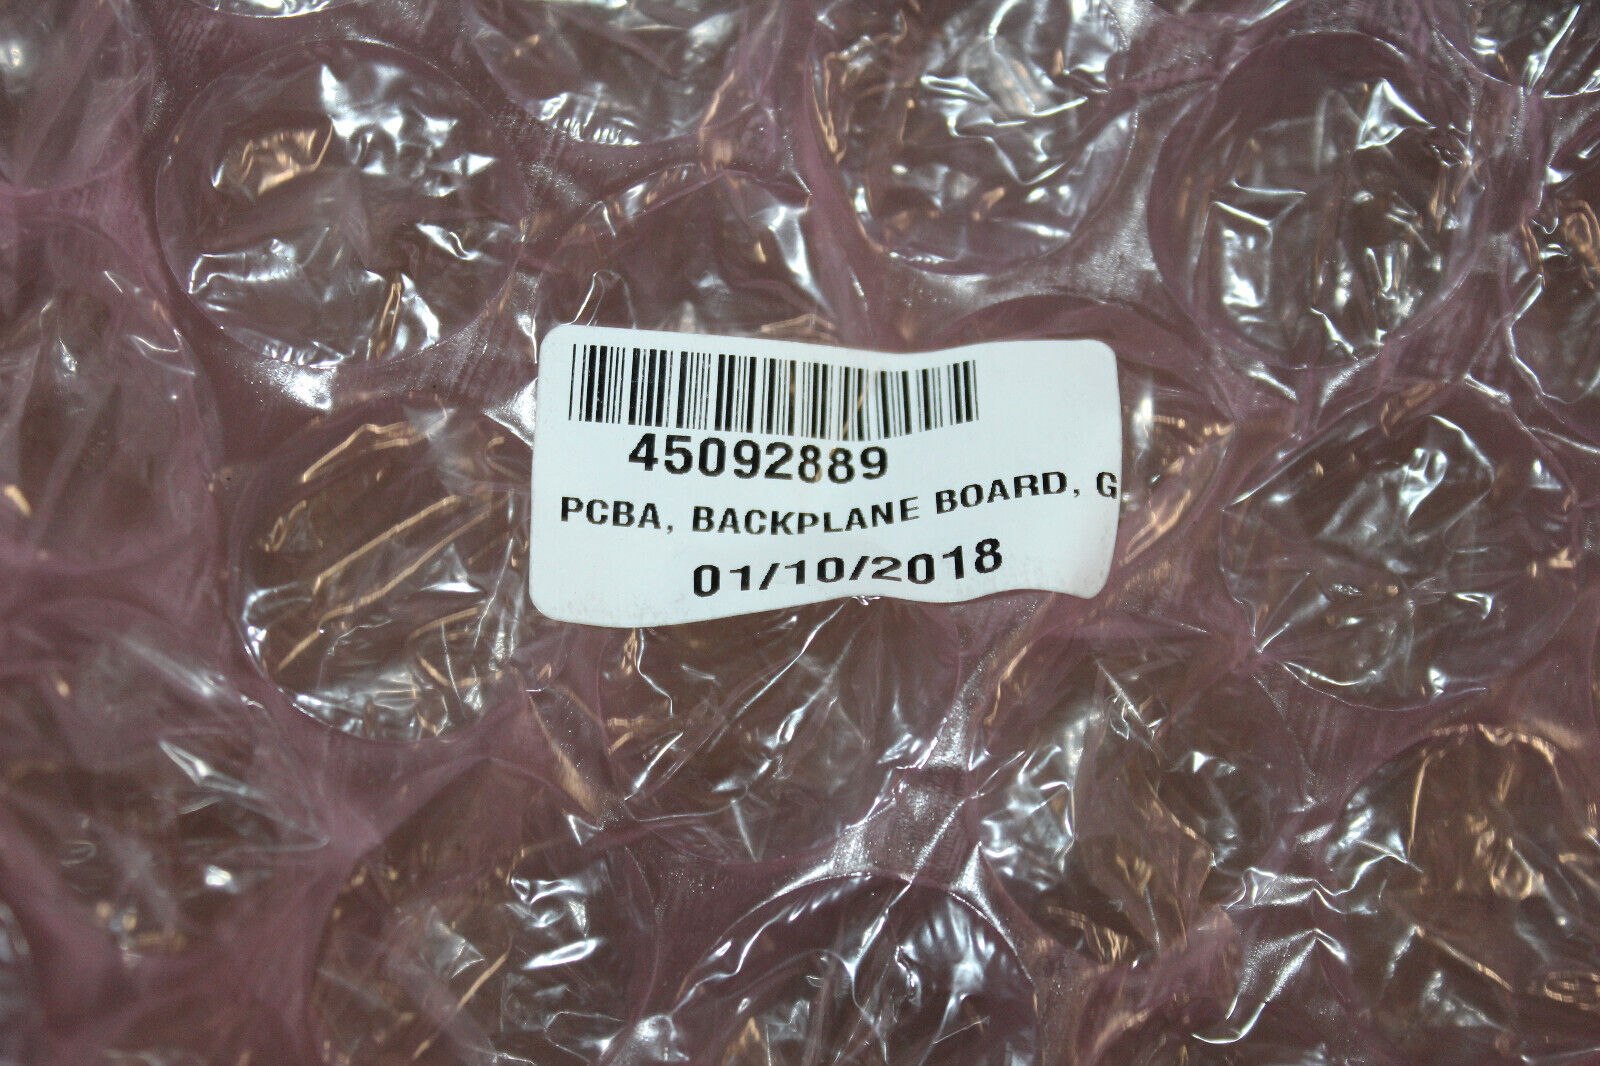 45092889
PCBA, BACKPLANE BOARD, G
01/10/2018